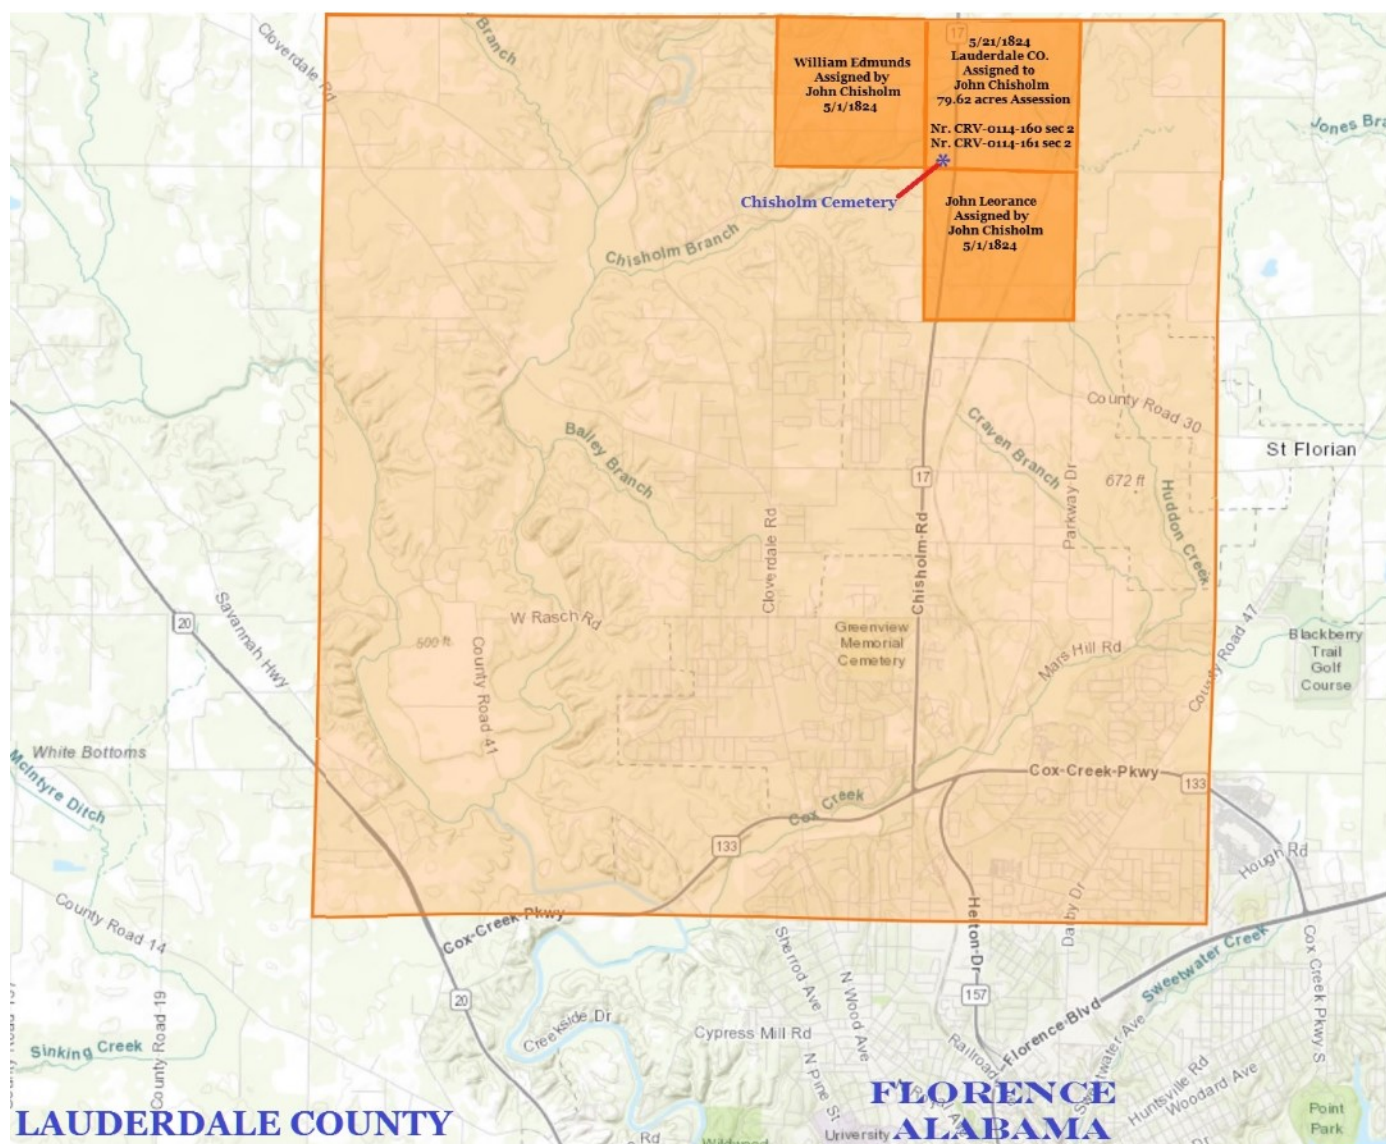 Cloverdale Rd
Branch
17
William Edmunds
Assigned by
John Chisholm
5/1/1824
5/21/1824
Lauderdale CO.
Assigned to
John Chisholm
79.62 acres Assession
Nr. CRV-0114-160 sec 2
Nr. CRV-0114-161 sec 2
*
Jones Bra
Chisholm Cemetery
John Leorance
Assigned by
John Chisholm
5/1/1824
Chisholm Branch
County Road 30
Bailey Branch
Craven Branch
St Florian
17
672 ft
Parkway Dr
Huddon Creek
Cloverdale Rd
Chisholm-Rd
20
Savannah Hwy
W Rasch Rd
500 ft
County Road 41
Greenview
Memorial
Cemetery
Mars Hill Rd
County Road 47
Blackberry
Trail
Golf
Course
White Bottoms
McIntyre Ditch
Cox-Creek-Pkwy
133
Cox Creek
133
Hough Rd
County Road 14
Cox-Creek-Pkwy
Helton-Dr
Darby Dr
Sherrod Ave
N Wood Ave
Sweetwater Creek
Cox Creek Pkwy S
20
157
County Road 19
Creekside Dr
Cypress Mill Rd
Florence-Blvd
Sinking Creek
N Pine St
Railroad
Huntsville Rd
Woodard Ave
LAUDERDALE COUNTY
FLORENCE
ALABAMA
Rd
University
Point
Park